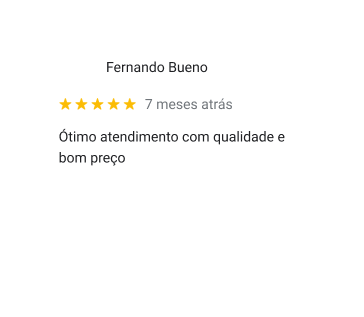 Fernando Bueno
★★★★★ 7 meses atrás
Ótimo atendimento com qualidade e
bom preço